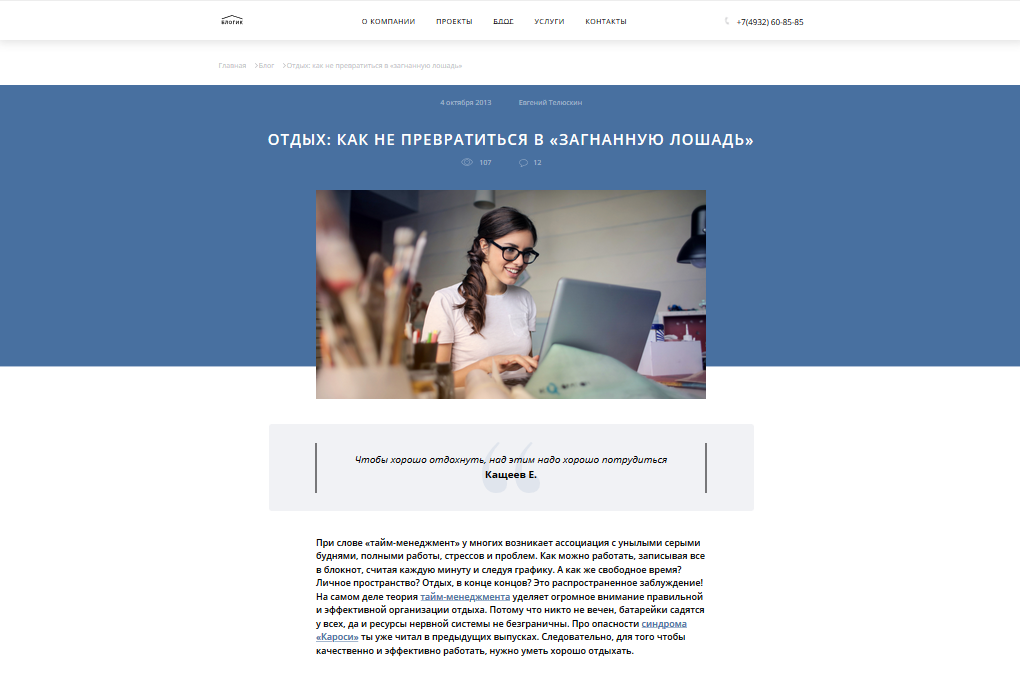 БЛОГИК
О КОМПАНИИ ПРОЕКТЫ БЛОГ УСЛУГИ КОНТАКТЫ
+7(4932) 60-85-85
Главная >Блог >Отдых: как не превратиться в «загнанную лошадь»
4 октября 2013 Евгений Телюскин
ОТДЫХ: КАК НЕ ПРЕВРАТИТЬСЯ В «ЗАГНАННУЮ ЛОШАДЬ»
107 12
Чтобы хорошо отдохнуть, над этим надо хорошо потрудиться
Кащеев Е.
При слове «тайм-менеджмент» у многих возникает ассоциация с унылыми серыми
буднями, полными работы, стрессов и проблем. Как можно работать, записывая все
в блокнот, считая каждую минуту и следуя графику. А как же свободное время?
Личное пространство? Отдых, в конце концов? Это распространенное заблуждение!
На самом деле теория тайм-менеджмента уделяет огромное внимание правильной
и эффективной организации отдыха. Потому что никто не вечен, батарейки садятся
у всех, да и ресурсы нервной системы не безграничны. Про опасности синдрома
«Кароси» ты уже читал в предыдущих выпусках. Следовательно, для того чтобы
качественно и эффективно работать, нужно уметь хорошо отдыхать.